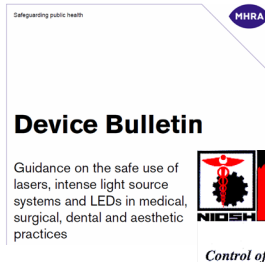 Safeguarding public health
MHRA
Device Bulletin
Guidance on the safe use of
lasers, intense light source
systems and LEDs in medical,
surgical, dental and aesthetic
practices
NIOSH
Control of